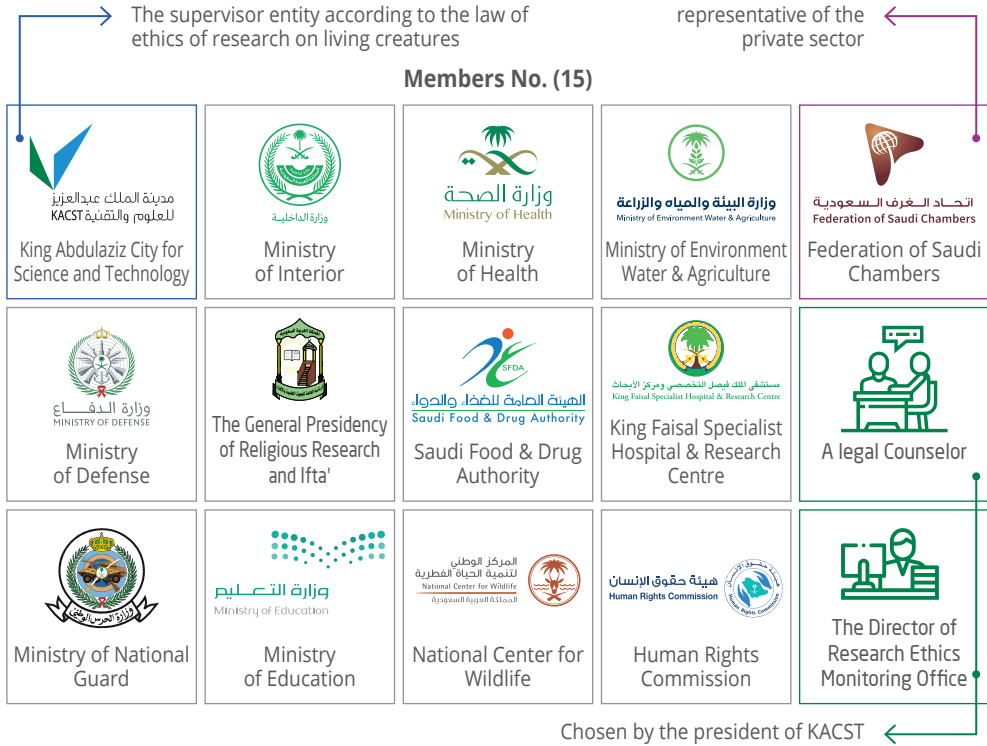 The supervisor entity according to the law of
ethics of research on living creatures
representative of the
private sector
Members No. (15)
مدينة الملك عبدالعزيز
للعلوم والتقنية KACST
King Abdulaziz City for
Science and Technology
وزارة الداخلية
Ministry
of Interior
وزارة الصحة
Ministry of Health
Ministry
of Health
وزارة البيئة والمياه والزراعة
Ministry of Environment Water & Agriculture
Ministry of Environment
Water & Agriculture
اتحاد الغرف السعودية
Federation of Saudi Chambers
Federation of Saudi
Chambers
وزارة الدفاع
MINISTRY OF DEFENSE
Ministry
of Defense
The General Presidency
of Religious Research
and Ifta'
SFDA
الهيئة العامة للغذاء والدواء
Saudi Food & Drug Authority
Saudi Food & Drug
Authority
مستشفى الملك فيصل التخصصي ومركز الأبحاث
King Faisal Specialist Hospital & Research Centre
King Faisal Specialist
Hospital & Research
Centre
A legal Counselor
وزارة الحرس الوطني
Ministry of National
Guard
وزارة التعليم
Ministry of Education
Ministry
of Education
المركز الوطني
لتنمية الحياة الفطرية
National Center for Wildlife
المملكة العربية السعودية
National Center for
Wildlife
هيئة حقوق الإنسان
Human Rights Commission
هيئة حقوق الإنسان
Human Rights Commission
Human Rights
Commission
The Director of
Research Ethics
Monitoring Office
Chosen by the president of KACST